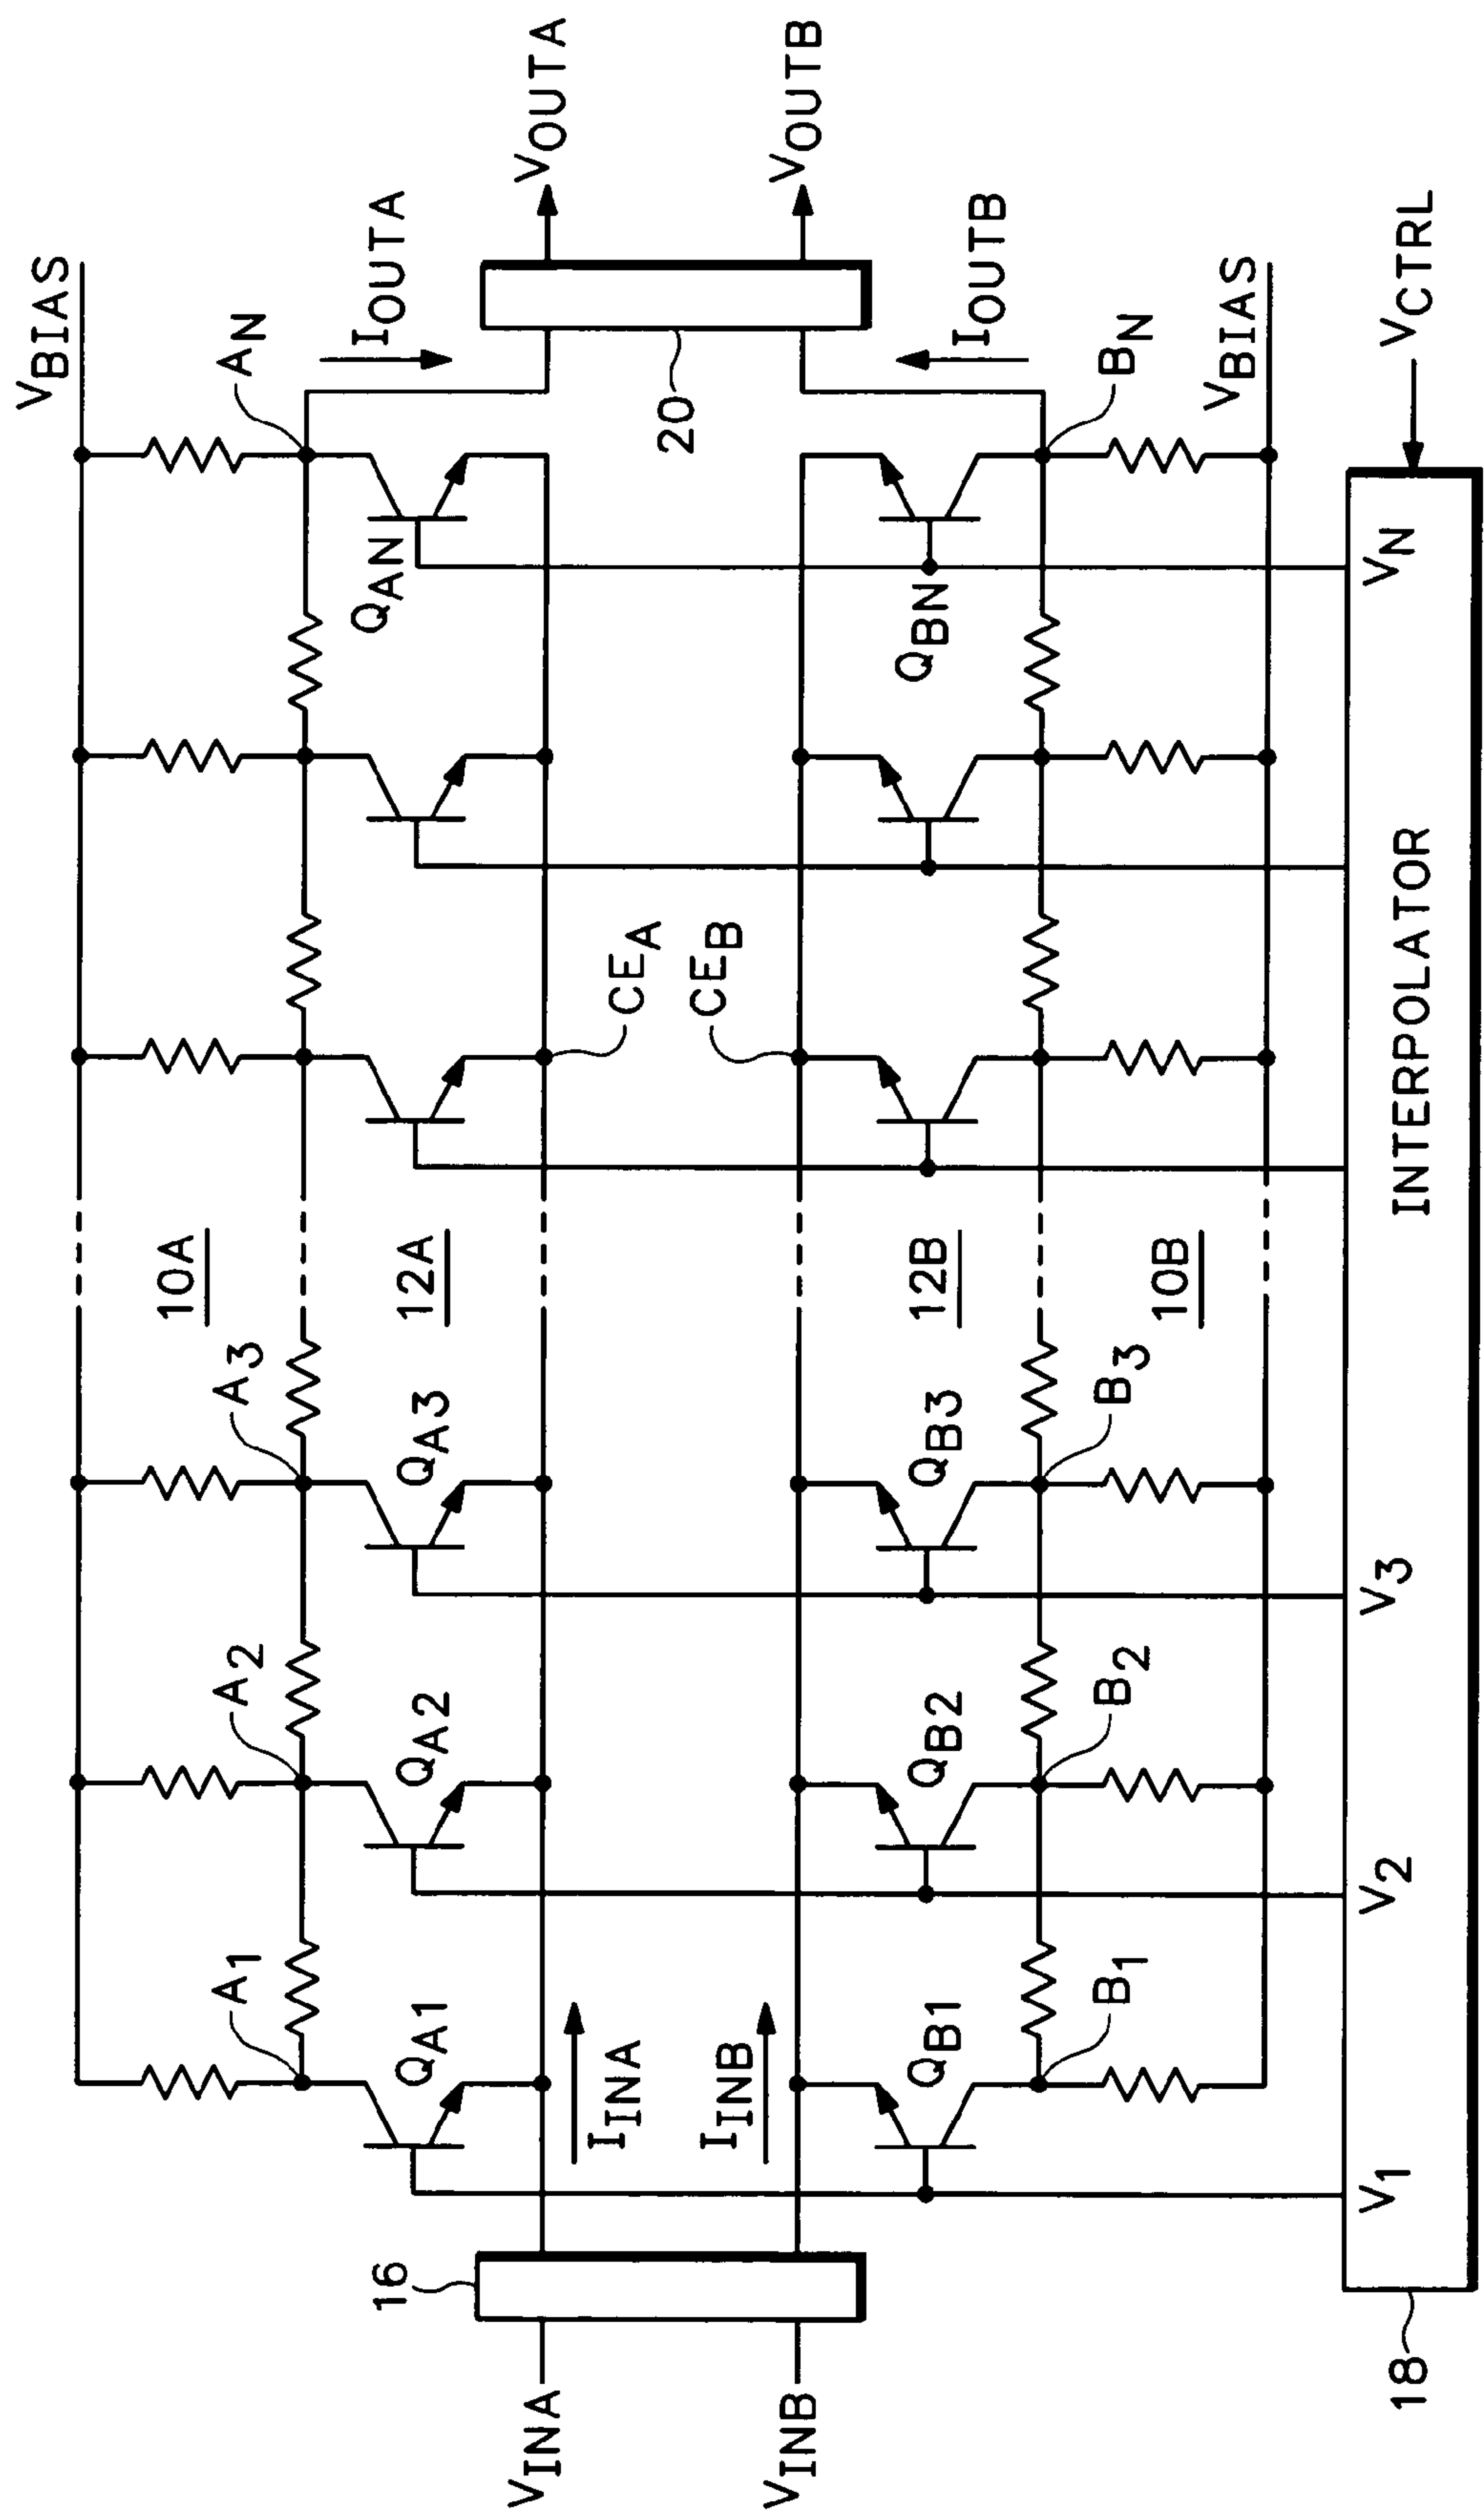 VBIAS
AN
IOUTA
VOUTA
QAN
20
VOUTB
IOUTB
BN
QBN
VBIAS
VCTRL
VN
CEA
CEB
10A
12A
12B
10B
A3
QA3
QB3
B3
V3
A2
QA2
QB2
B2
V2
A1
QA1
IINA
IINB
QB1
B1
V1
16
VINA
VINB
INTERPOLATOR
18